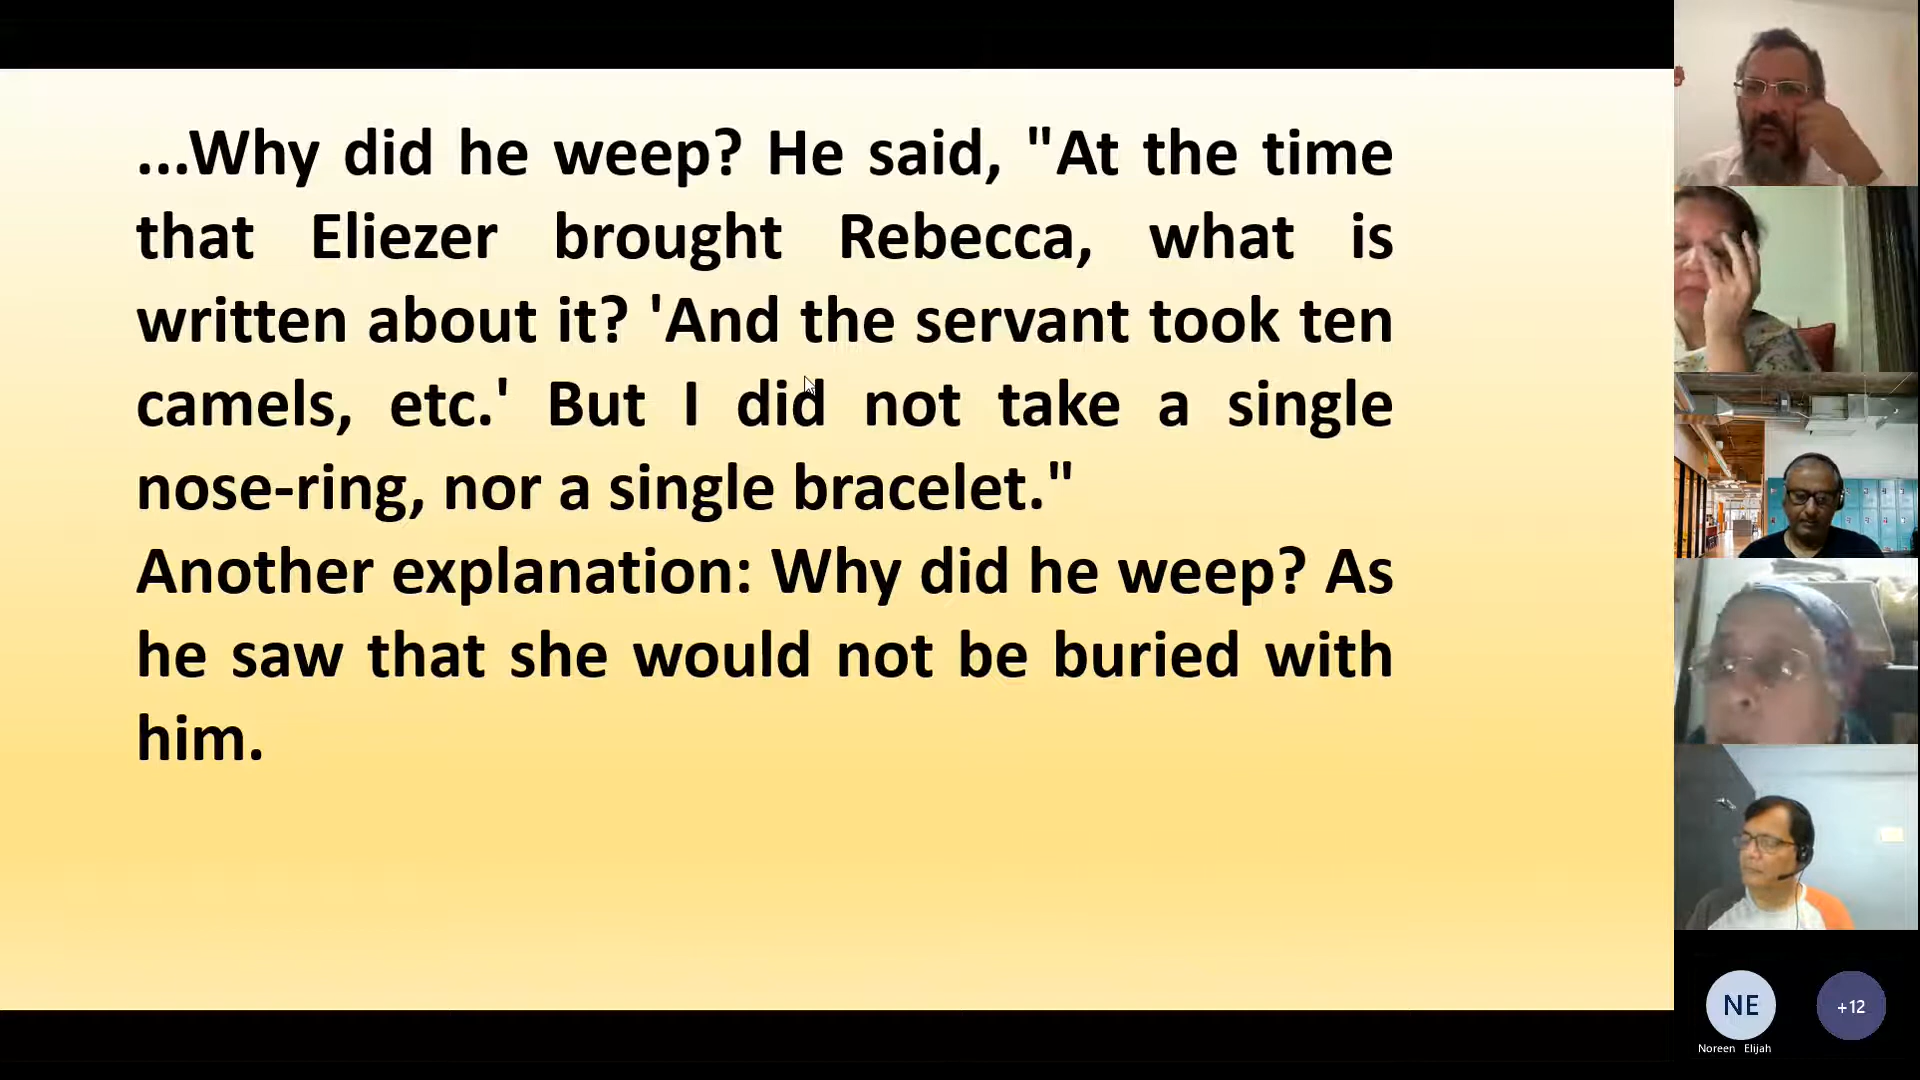 ...Why did he weep? He said, "At the time
that Eliezer brought Rebecca, what is
written about it? 'And the servant took ten
camels, etc.' But I did not take a single
nose-ring, nor a single bracelet."
Another explanation: Why did he weep? As
he saw that she would not be buried with
him.
NE
+12
Noreen Elijah